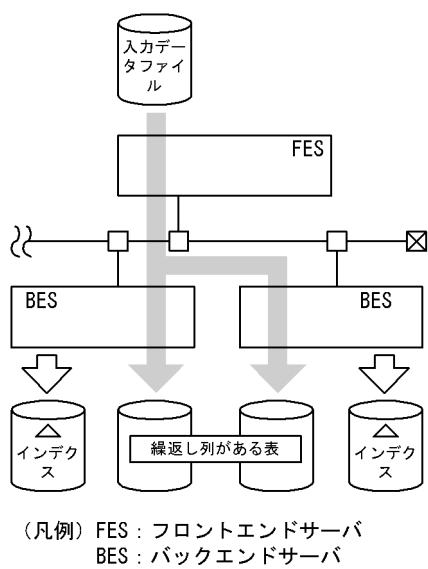 入力デー
タファイ
ル
FES
BES
BES
インデク
ス
繰返し列がある表
インデク
ス
（凡例）FES：フロントエンドサーバ
BES：バックエンドサーバ